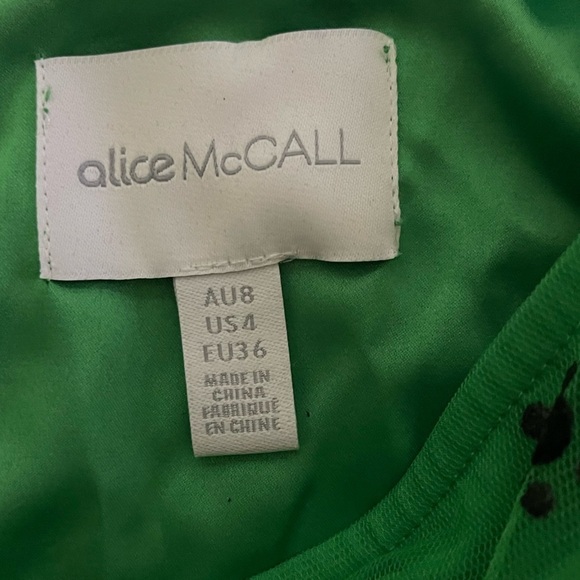 alice McCALL
AU8
US4
EU36
MADE IN
CHINA
FABRIQUÉ
EN CHINE